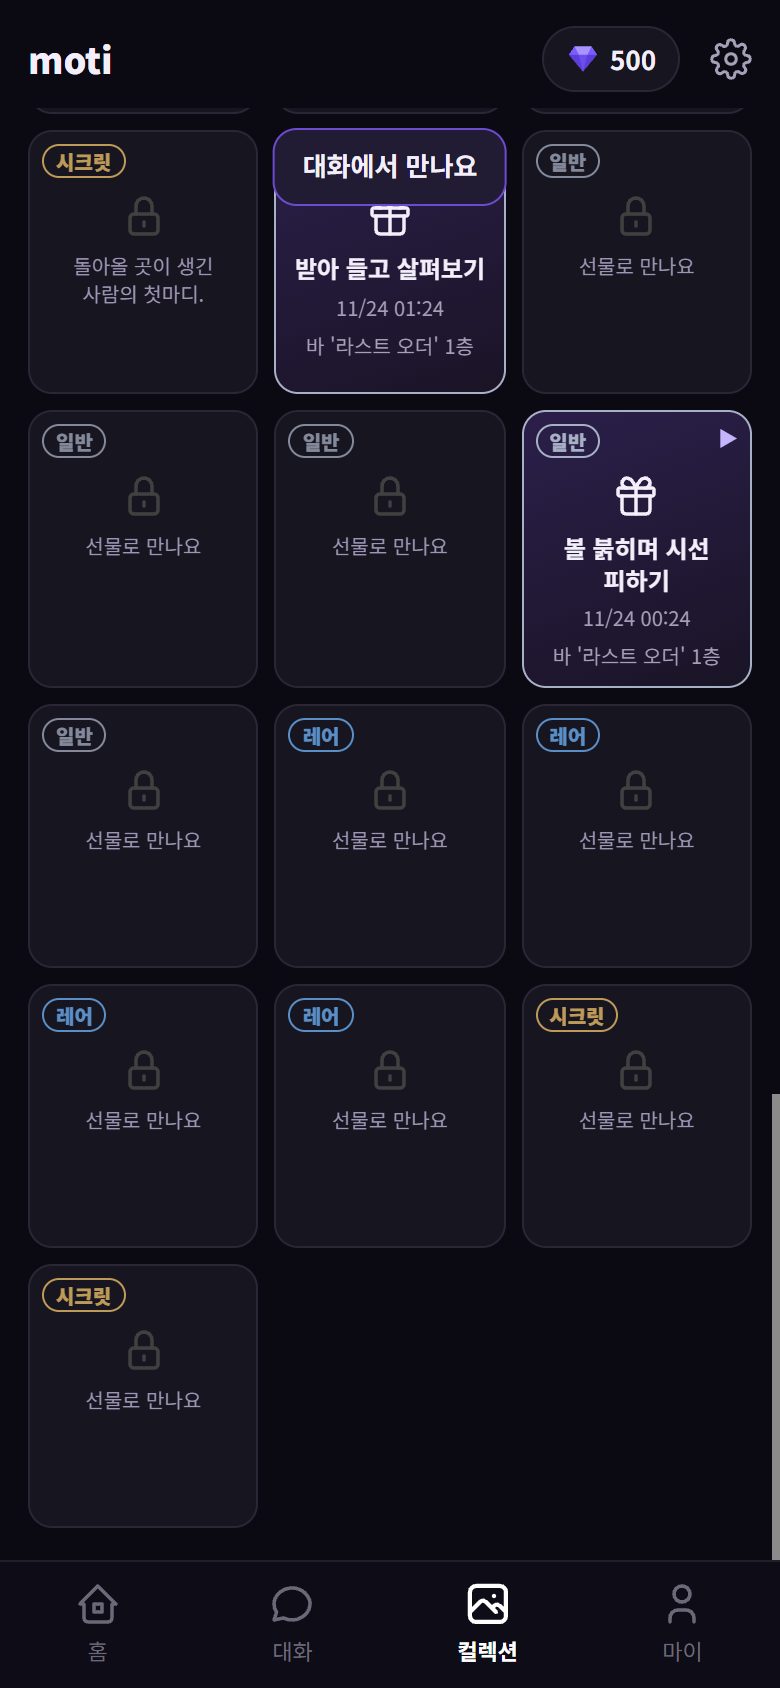 moti
500
시크릿
돌아올 곳이 생긴
사람의 첫마디.
대화에서 만나요
받아 들고 살펴보기
11/24 01:24
바 '라스트 오더' 1층
일반
선물로 만나요
일반
선물로 만나요
일반
선물로 만나요
일반
볼 붉히며 시선
피하기
11/24 00:24
바 '라스트 오더' 1층
일반
선물로 만나요
레어
선물로 만나요
레어
선물로 만나요
레어
선물로 만나요
레어
선물로 만나요
시크릿
선물로 만나요
시크릿
선물로 만나요
홈
대화
컬렉션
마이